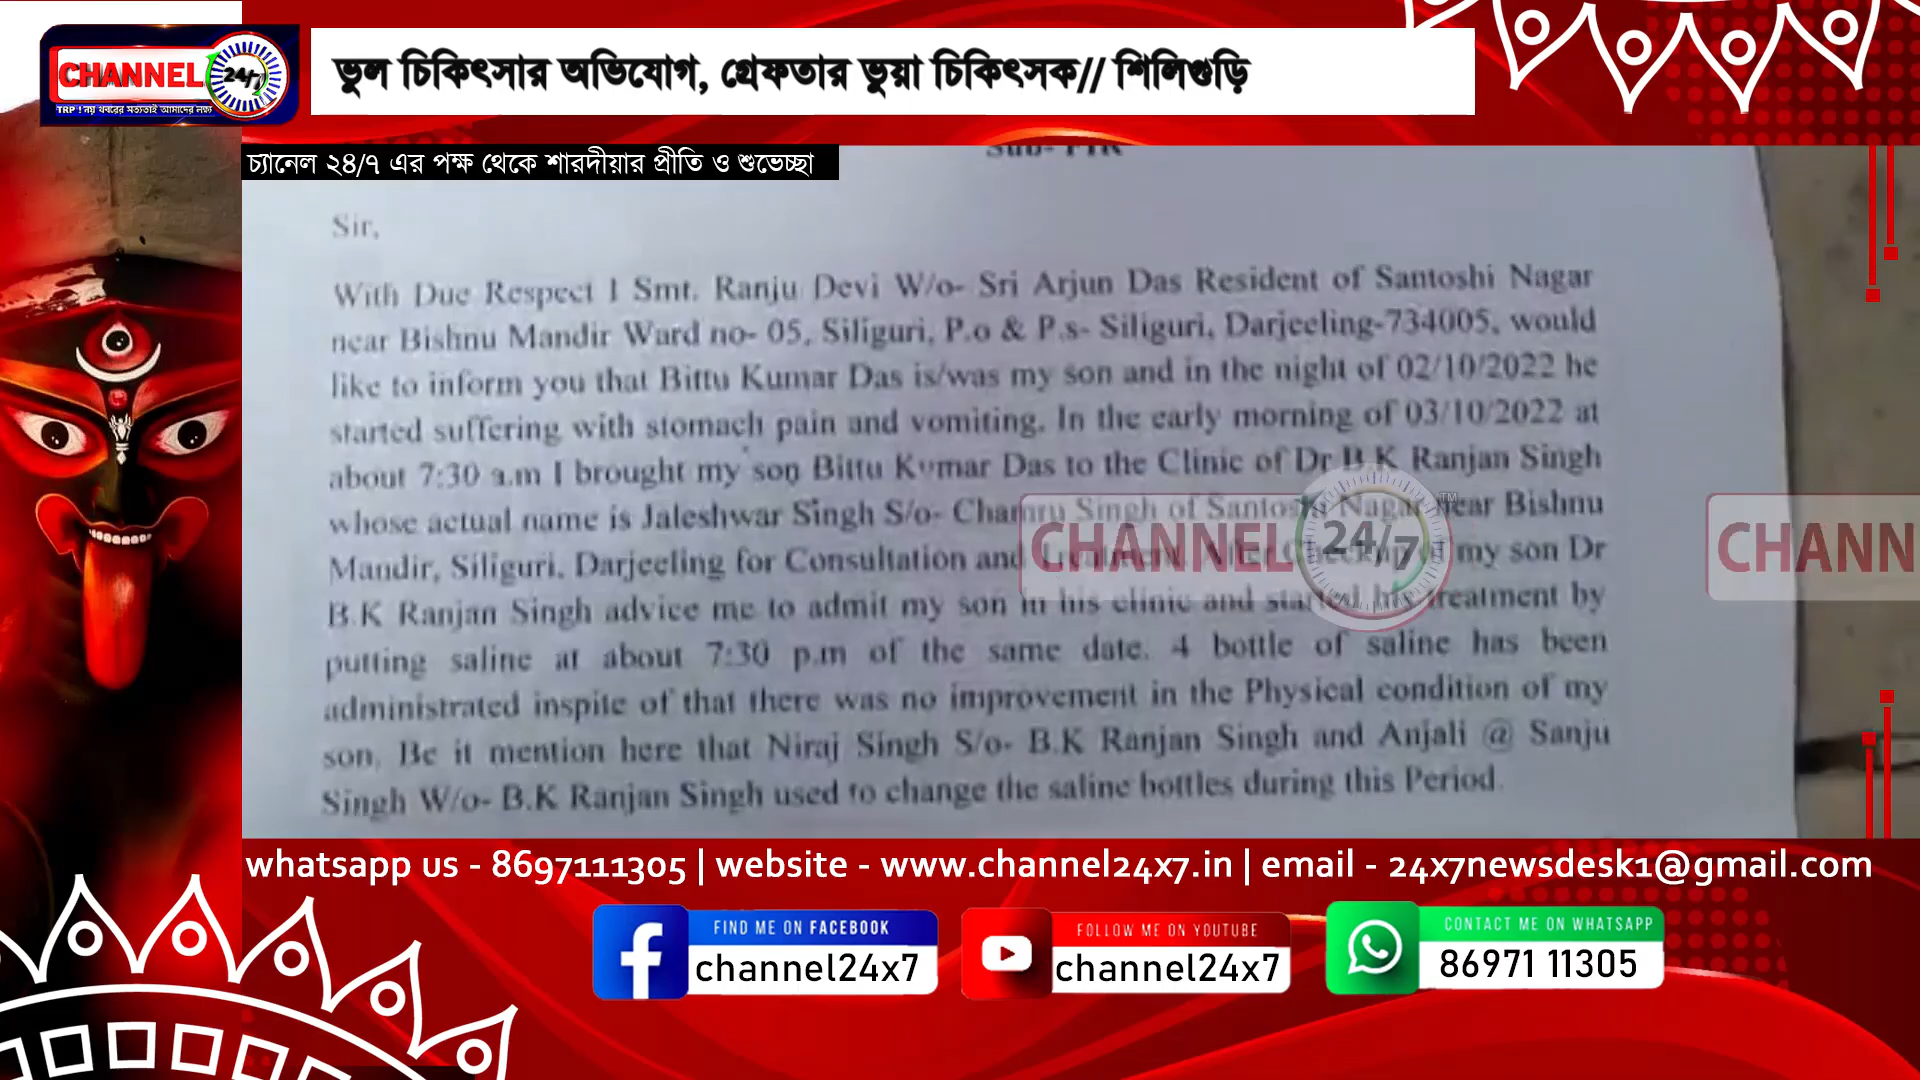 CHANNEL 24/7
TRP ! নয় খবরের সত্যতাই আমাদের লক্ষ্য
ভুল চিকিৎসার অভিযোগ, গ্রেফতার ভুয়া চিকিৎসক// শিলিগুড়ি
চ্যানেল ২৪/৭ এর পক্ষ থেকে শারদীয়ার প্রীতি ও শুভেচ্ছা
Sub- FIR
Sir,
With Due Respect I Smt. Ranju Devi W/o- Sri Arjun Das Resident of Santoshi Nagar
near Bishnu Mandir Ward no- 05, Siliguri, P.o & P.s- Siliguri, Darjeeling-734005, would
like to inform you that Bittu Kumar Das is/was my son and in the night of 02/10/2022 he
started suffering with stomach pain and vomiting. In the early morning of 03/10/2022 at
about 7:30 a.m I brought my son Bittu Kumar Das to the Clinic of Dr B.K Ranjan Singh
whose actual name is Jaleshwar Singh S/o- Chamru Singh of Santoshi Nagar near Bishnu
Mandir, Siliguri, Darjeeling for Consultation and Treatment. After Checkup of my son Dr
B.K Ranjan Singh advice me to admit my son in his clinic and started his treatment by
putting saline at about 7:30 p.m of the same date. 4 bottle of saline has been
administrated inspite of that there was no improvement in the Physical condition of my
son. Be it mention here that Niraj Singh S/o- B.K Ranjan Singh and Anjali @ Sanju
Singh W/o- B.K Ranjan Singh used to change the saline bottles during this Period.
CHANNEL 24/7 TM
CHANN
whatsapp us - 8697111305 | website - www.channel24x7.in | email - 24x7newsdesk1@gmail.com
FIND ME ON FACEBOOK
channel24x7
FOLLOW ME ON YOUTUBE
channel24x7
CONTACT ME ON WHATSAPP
86971 11305